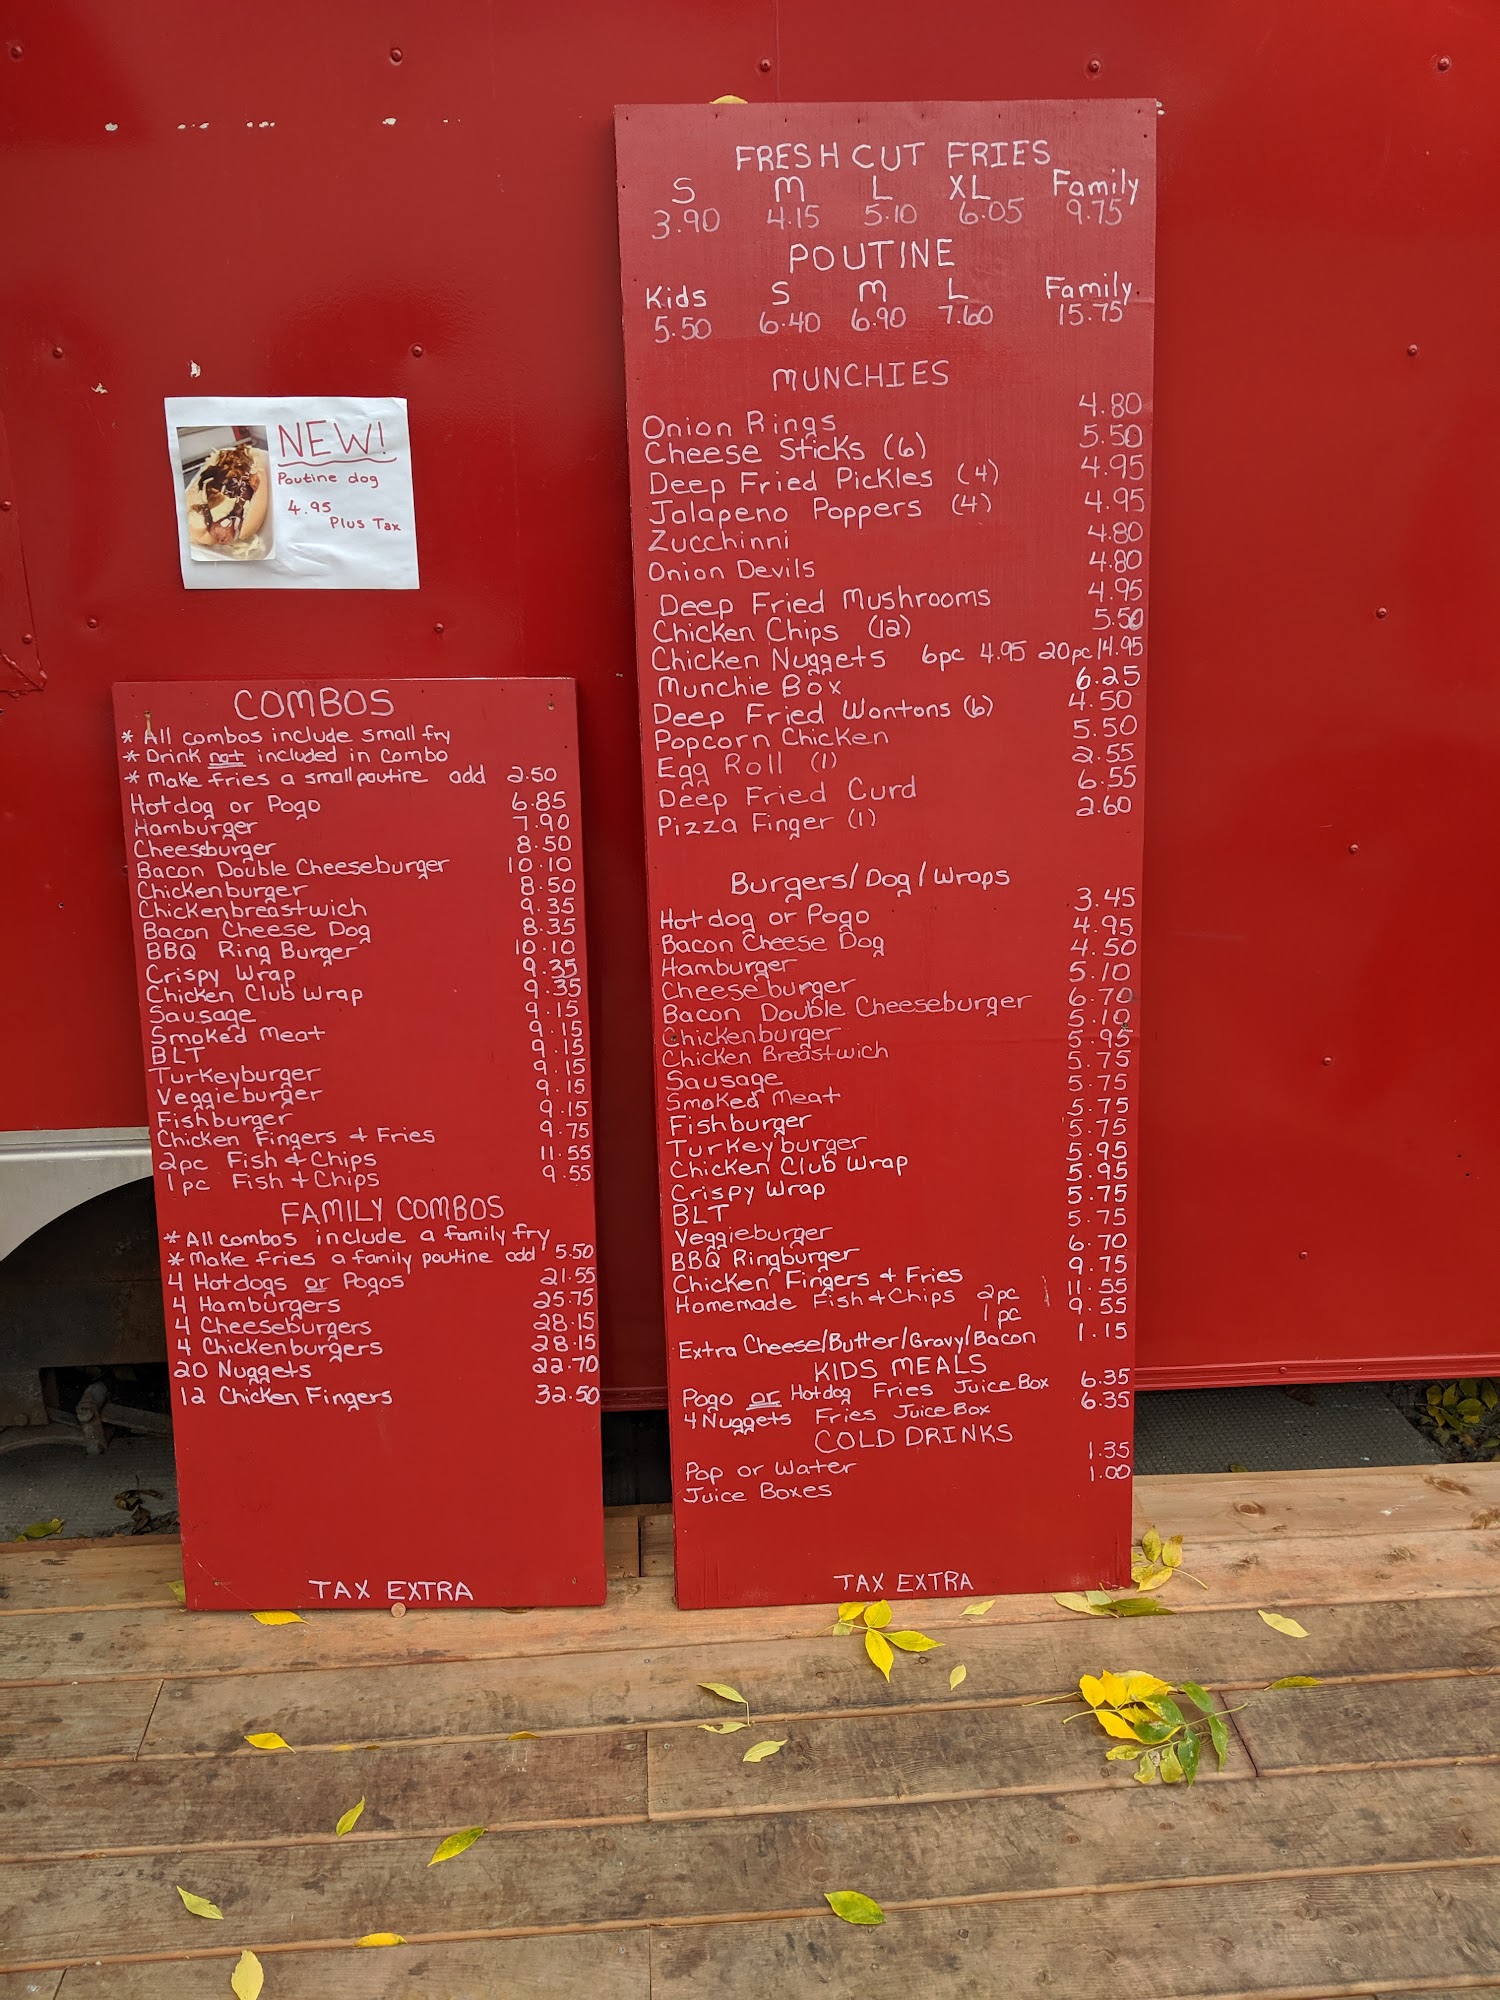 NEW!
Poutine dog
4.95
Plus Tax
COMBOS
* All combos include small fry
* Drink not included in combo
* Make fries a small poutine add 2.50
Hotdog or Pogo 6.85
Hamburger 7.90
Cheeseburger 8.50
Bacon Double Cheeseburger 10.10
Chickenburger 8.50
Chickenbreastwich 9.35
Bacon Cheese Dog 8.35
BBQ Ring Burger 10.10
Crispy Wrap 9.35
Chicken Club Wrap 9.35
Sausage 9.15
Smoked Meat 9.15
BLT 9.15
Turkeyburger 9.15
Veggieburger 9.15
Fishburger 9.15
Chicken Fingers + Fries 9.75
2pc Fish + Chips 11.55
1pc Fish + Chips 9.55
FAMILY COMBOS
* All combos include a family fry
* Make fries a family poutine add 5.50
4 Hotdogs or Pogos 21.55
4 Hamburgers 25.75
4 Cheeseburgers 28.15
4 Chickenburgers 28.15
20 Nuggets 22.70
12 Chicken Fingers 32.50
TAX EXTRA
FRESH CUT FRIES
S M L XL Family
3.90 4.15 5.10 6.05 9.75
POUTINE
Kids S M L Family
5.50 6.40 6.90 7.60 15.75
MUNCHIES
Onion Rings 4.80
Cheese Sticks (6) 5.50
Deep Fried Pickles (4) 4.95
Jalapeno Poppers (4) 4.95
Zucchinni 4.80
Onion Devils 4.80
Deep Fried Mushrooms 4.95
Chicken Chips (12) 5.50
Chicken Nuggets 6pc 4.95 20pc 14.95
Munchie Box 6.25
Deep Fried Wontons (6) 4.50
Popcorn Chicken 5.50
Egg Roll (1) 2.55
Deep Fried Curd 6.55
Pizza Finger (1) 2.60
Burgers/Dog/Wraps
Hotdog or Pogo 3.45
Bacon Cheese Dog 4.95
Hamburger 4.50
Cheeseburger 5.10
Bacon Double Cheeseburger 6.70
Chickenburger 5.10
Chicken Breastwich 5.95
Sausage 5.75
Smoked Meat 5.75
Fishburger 5.75
Turkeyburger 5.75
Chicken Club Wrap 5.95
Crispy Wrap 5.95
BLT 5.75
Veggieburger 5.75
BBQ Ringburger 6.70
Chicken Fingers + Fries 9.75
Homemade Fish + Chips 2pc 11.55
1pc 9.55
Extra Cheese/Butter/Gravy/Bacon 1.15
KIDS MEALS
Pogo or Hotdog Fries Juice Box 6.35
4 Nuggets Fries Juice Box 6.35
COLD DRINKS
Pop or Water 1.35
Juice Boxes 1.00
TAX EXTRA